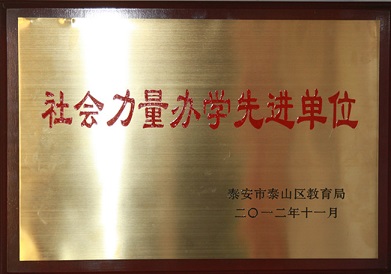 社会力量办学先进单位
泰安市泰山区教育局
二〇一二年十一月